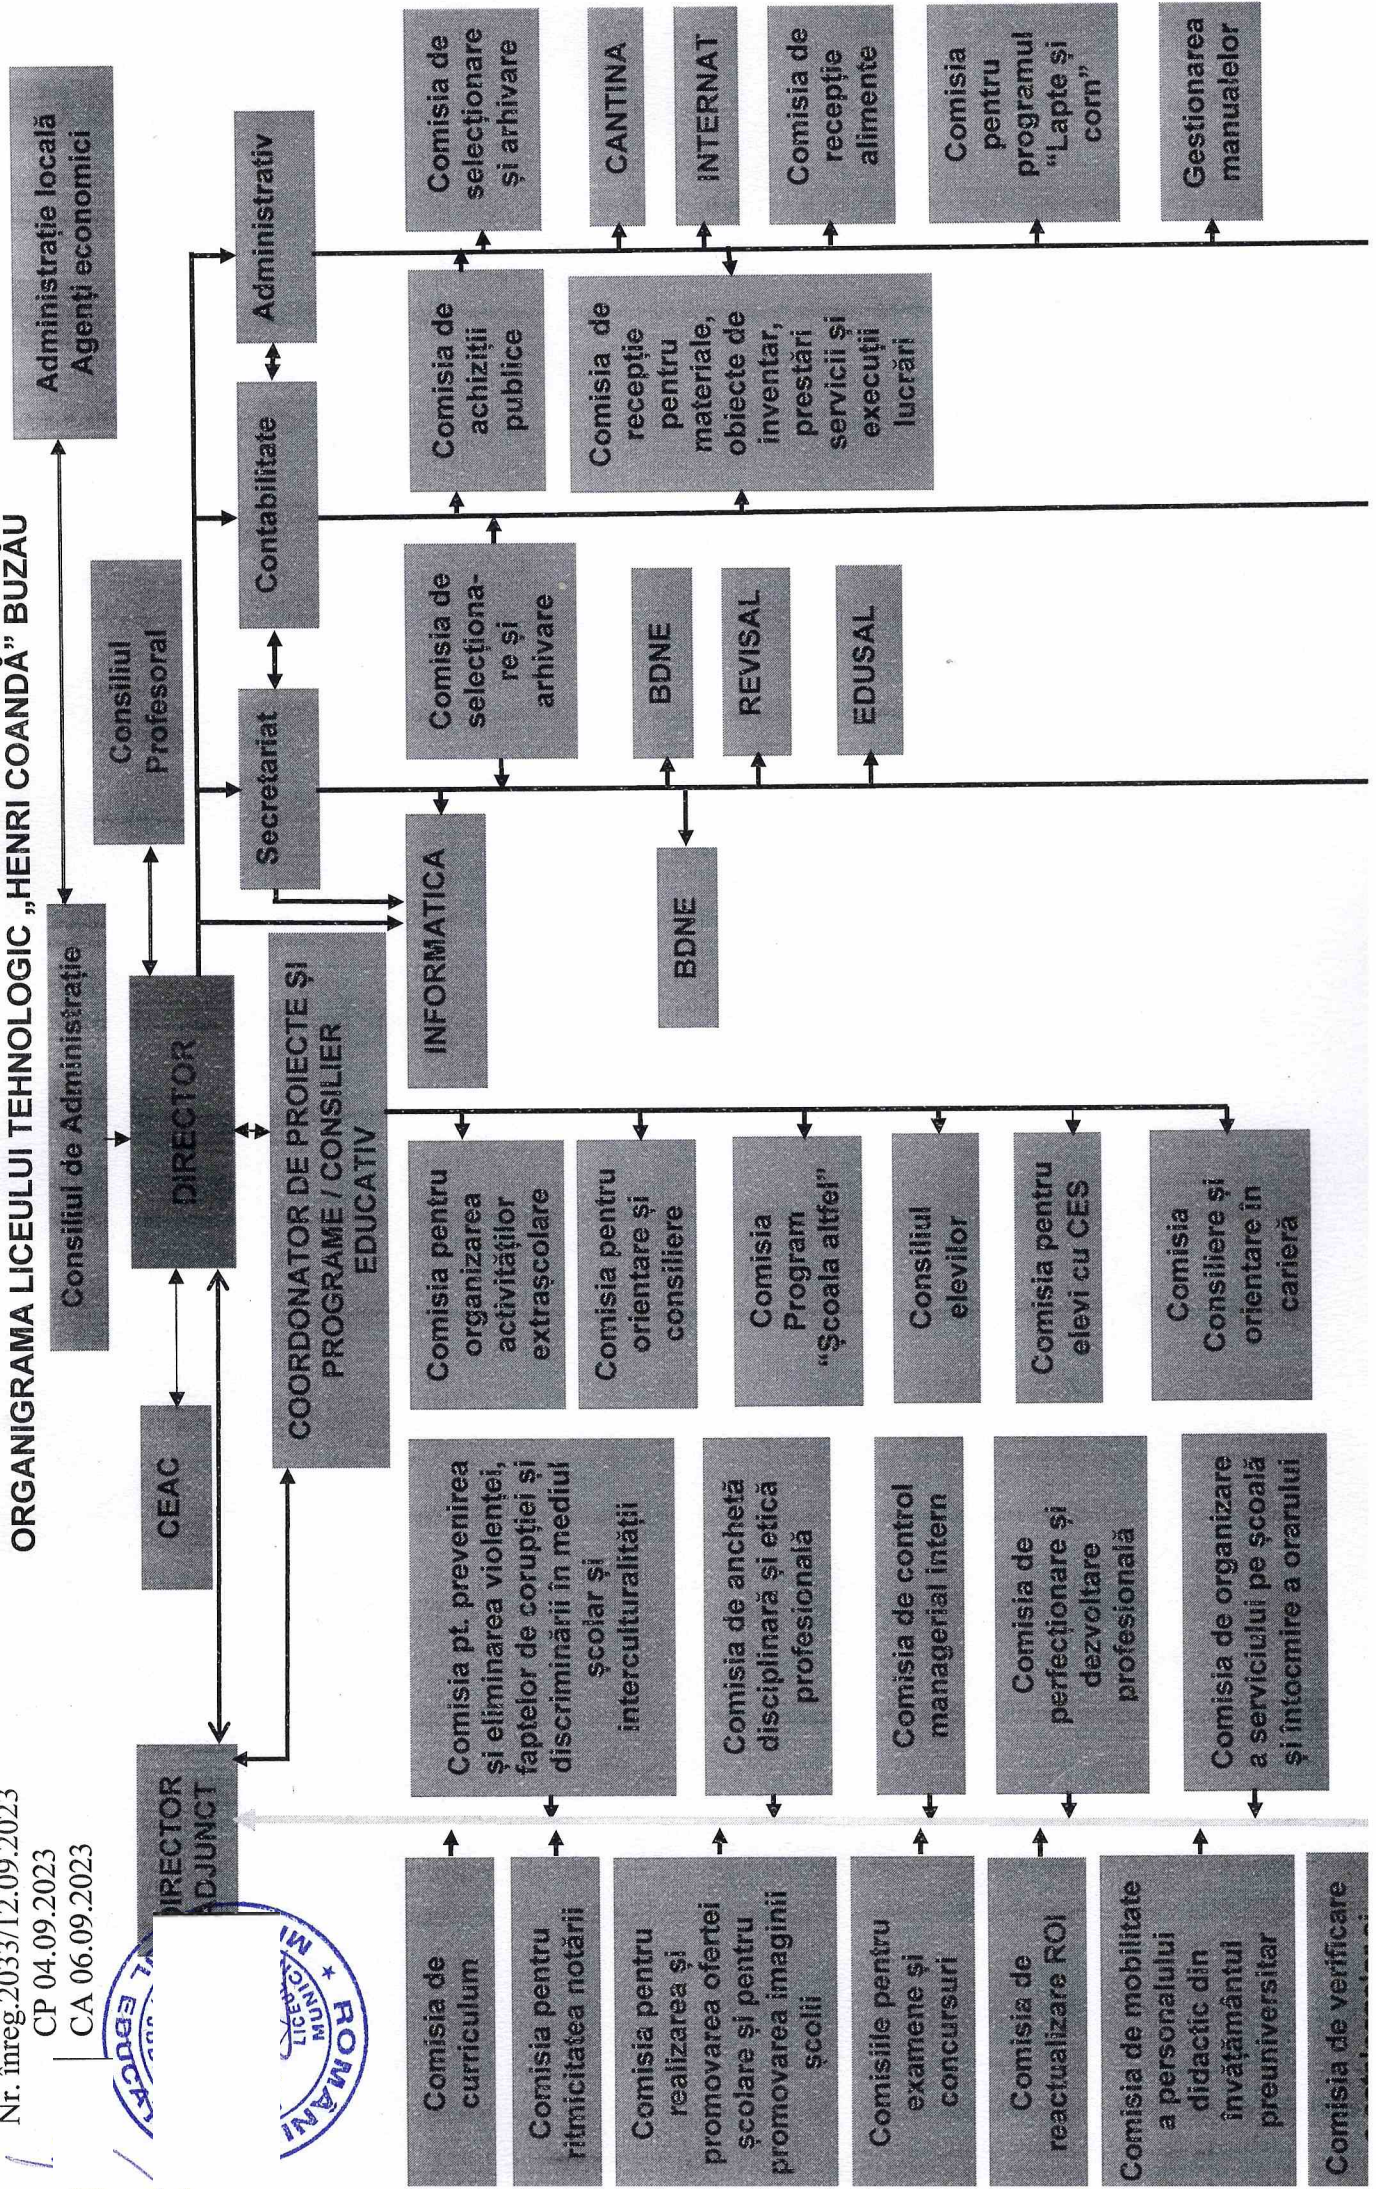 Nr. înreg.2033/12.09.2023
CP 04.09.2023
CA 06.09.2023
ORGANIGRAMA LICEULUI TEHNOLOGIC „HENRI COANDĂ” BUZĂU
Administrație locală
Agenți economici
Consiliul de Administrație
Consiliul
Profesoral
DIRECTOR
CEAC
DIRECTOR
ADJUNCT
COORDONATOR DE PROIECTE ȘI
PROGRAME / CONSILIER
EDUCATIV
Secretariat
Contabilitate
Administrativ
Comisia de
curriculum
Comisia pentru
ritmicitatea notării
Comisia pentru
realizarea și
promovarea ofertei
școlare și pentru
promovarea imaginii
școlii
Comisiile pentru
examene și
concursuri
Comisia de
reactualizare ROI
Comisia de mobilitate
a personalului
didactic din
învățământul
preuniversitar
Comisia de verificare
Comisia pt. prevenirea
și eliminarea violenței,
faptelor de corupției și
discriminării în mediul
școlar și
interculturalității
Comisia de anchetă
disciplinară și etică
profesională
Comisia de control
managerial intern
Comisia de
perfecționare și
dezvoltare
profesională
Comisia de organizare
a serviciului pe școală
și întocmire a orarului
Comisia pentru
organizarea
activităților
extrașcolare
Comisia pentru
orientare și
consiliere
Comisia
Program
“Școala altfel”
Consiliul
elevilor
Comisia pentru
elevi cu CES
Comisia
Consiliere și
orientare în
carieră
INFORMATICA
BDNE
Comisia de
selecționa-
re și
arhivare
BDNE
REVISAL
EDUSAL
Comisia de
achiziții
publice
Comisia de
recepție
pentru
materiale,
obiecte de
inventar,
prestări
servicii și
execuții
lucrări
Comisia de
selecționare
și arhivare
CANTINA
INTERNAT
Comisia de
recepție
alimente
Comisia
pentru
programul
“Lapte și
corn”
Gestionarea
manualelor
ROMÂNI
LICEU
MUNIC